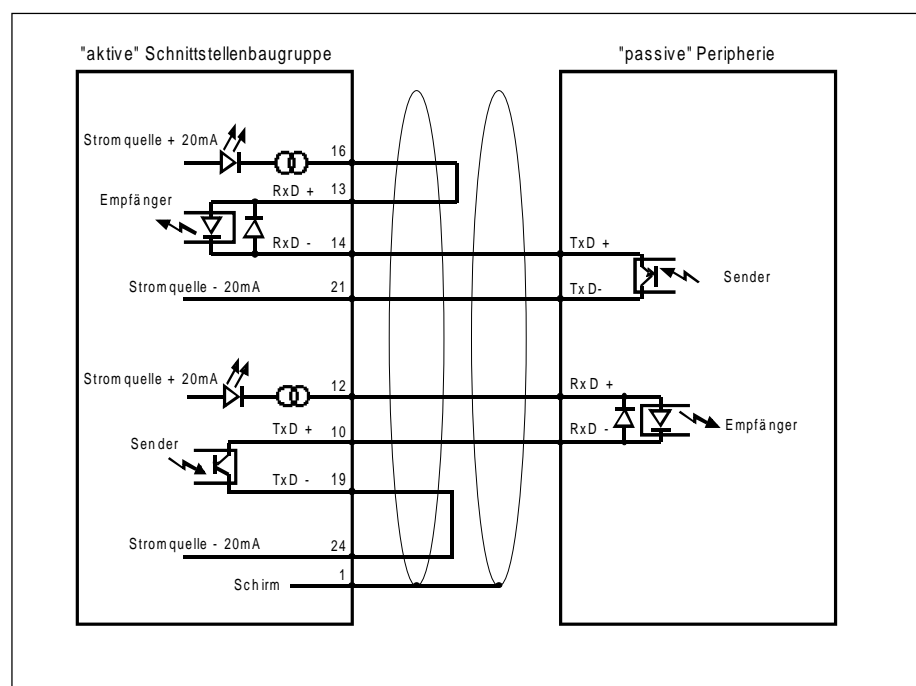 "aktive" Schnittstellenbaugruppe
"passive" Peripherie
Stromquelle + 20mA
16
RxD + 13
Empfänger
RxD - 14
TxD +
Stromquelle - 20mA
21
TxD-
Sender
Stromquelle + 20mA
12
RxD +
TxD + 10
RxD -
Empfänger
Sender
TxD - 19
Stromquelle - 20mA
24
Schirm
1